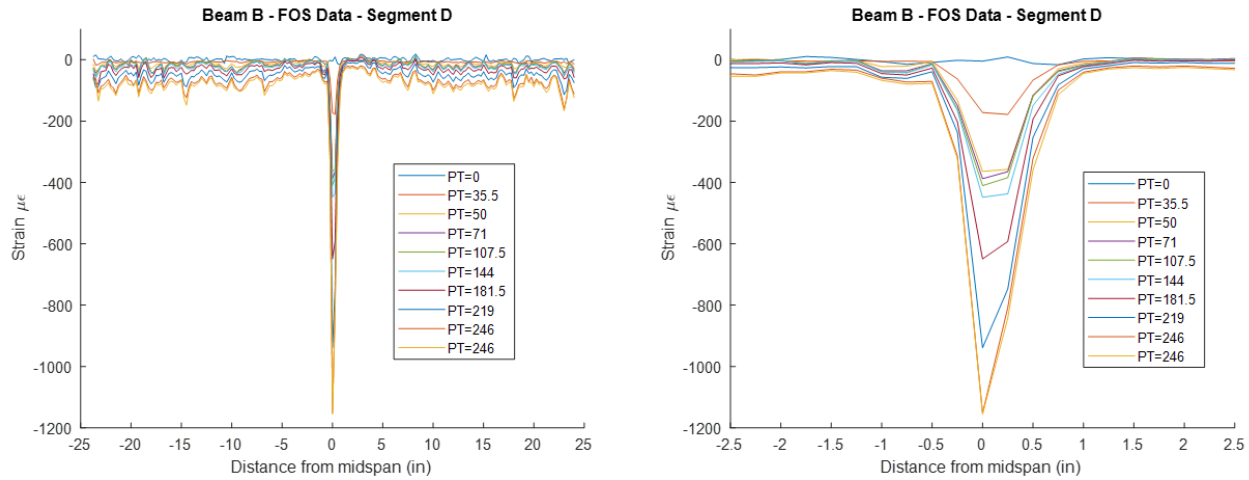 Beam B - FOS Data - Segment D
0
-200
-400
-600
-800
-1000
-1200
Strain με
-25
-20
-15
-10
-5
0
5
10
15
20
25
Distance from midspan (in)
PT=0
PT=35.5
PT=50
PT=71
PT=107.5
PT=144
PT=181.5
PT=219
PT=246
PT=246
Beam B - FOS Data - Segment D
0
-200
-400
-600
-800
-1000
-1200
Strain με
-2.5
-2
-1.5
-1
-0.5
0
0.5
1
1.5
2
2.5
Distance from midspan (in)
PT=0
PT=35.5
PT=50
PT=71
PT=107.5
PT=144
PT=181.5
PT=219
PT=246
PT=246